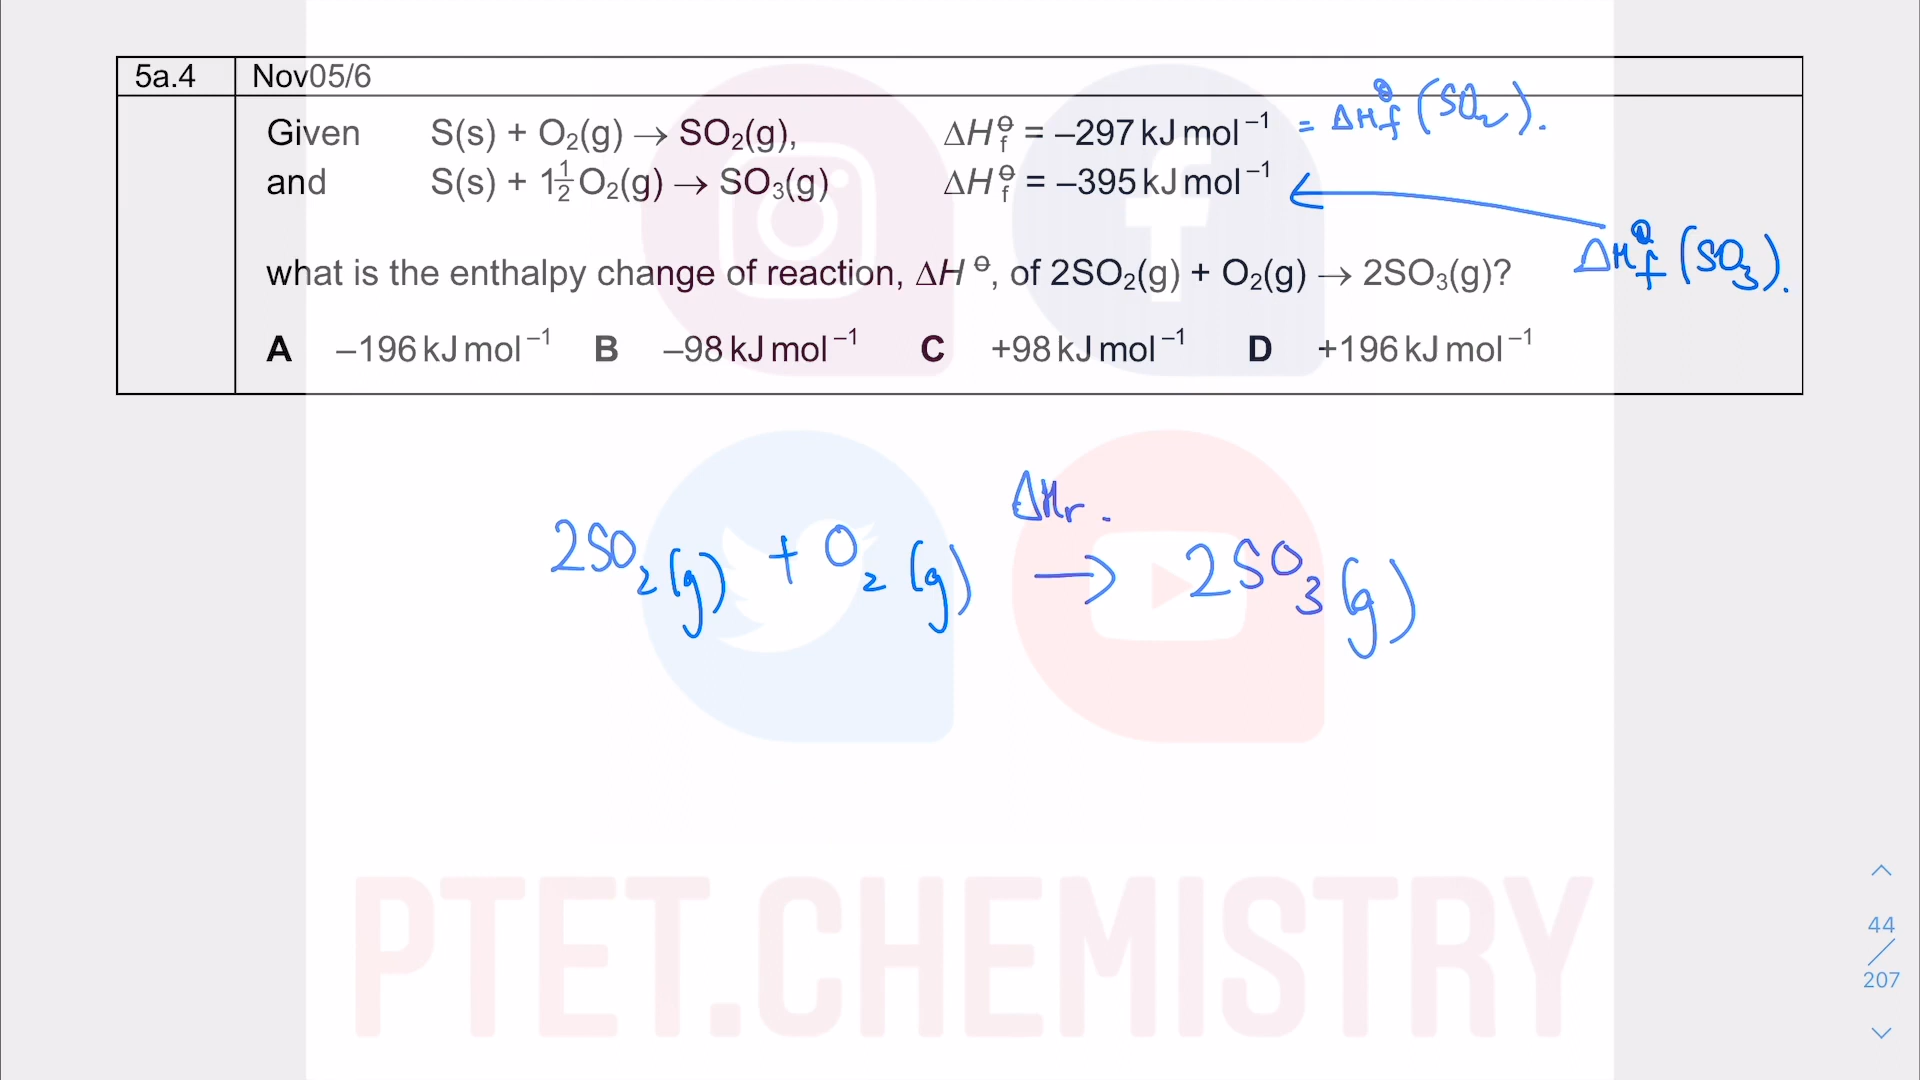 5a.4 Nov05/6
Given S(s) + O₂(g) → SO₂(g), ΔH⦵f = –297 kJ mol⁻¹ = ΔH⦵f (SO₂).
and S(s) + 1½O₂(g) → SO₃(g) ΔH⦵f = –395 kJ mol⁻¹
ΔH⦵f (SO₃).
what is the enthalpy change of reaction, ΔH⦵, of 2SO₂(g) + O₂(g) → 2SO₃(g)?
A –196 kJ mol⁻¹ B –98 kJ mol⁻¹ C +98 kJ mol⁻¹ D +196 kJ mol⁻¹
ΔHr.
2SO₂(g) + O₂(g) → 2SO₃(g)
PTET.CHEMISTRY
44
/
207